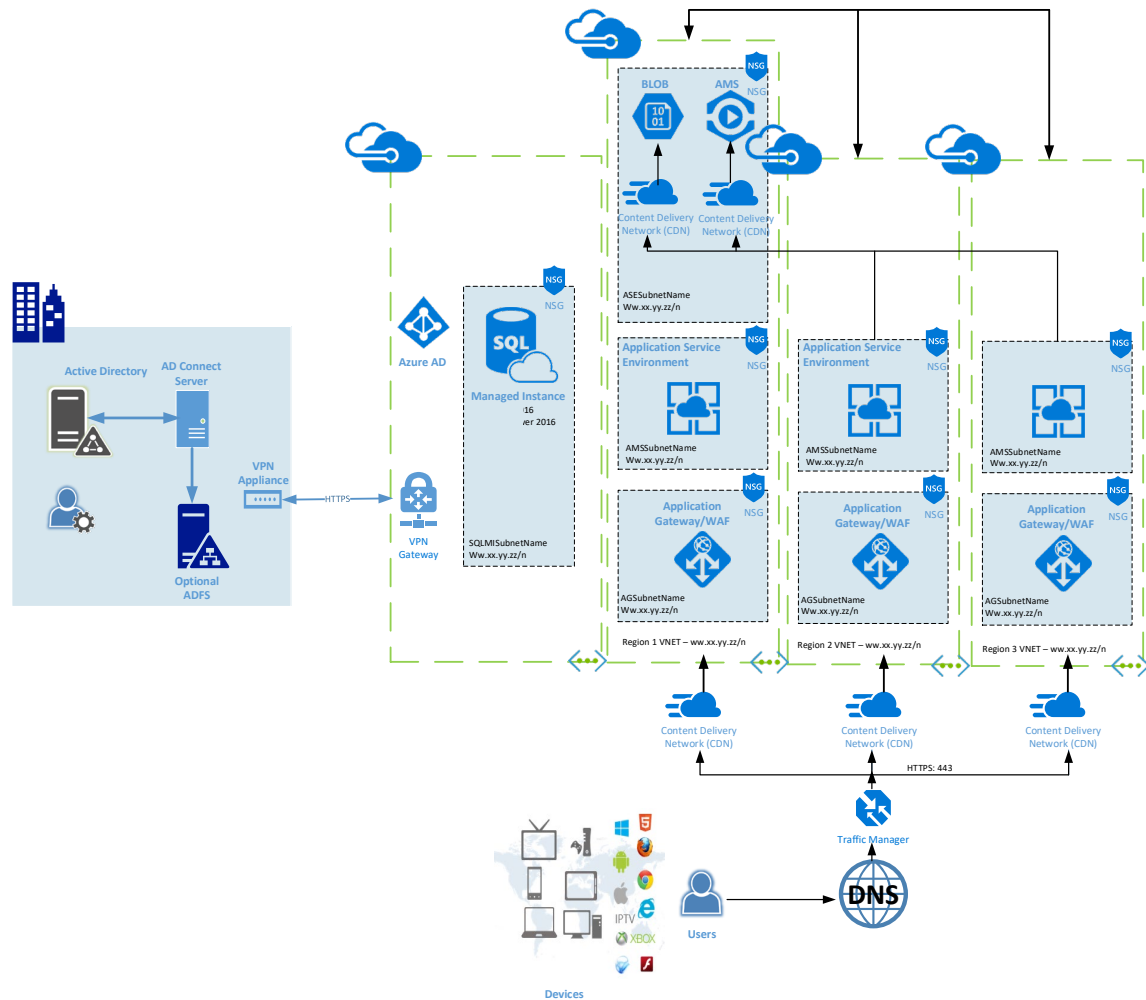 NSG
NSG
BLOB
AMS
10
01
Content Delivery
Network (CDN)
Content Delivery
Network (CDN)
ASESubnetName
Ww.xx.yy.zz/n
NSG
NSG
SQL
Managed Instance
16
er 2016
SQLMISubnetName
Ww.xx.yy.zz/n
Azure AD
VPN
Gateway
HTTPS
Active Directory
AD Connect
Server
VPN
Appliance
Optional
ADFS
Application Service
Environment
NSG
NSG
AMSSubnetName
Ww.xx.yy.zz/n
Application Service
Environment
NSG
NSG
AMSSubnetName
Ww.xx.yy.zz/n
NSG
NSG
AMSSubnetName
Ww.xx.yy.zz/n
Application
Gateway/WAF
NSG
NSG
AGSubnetName
Ww.xx.yy.zz/n
Application
Gateway/WAF
NSG
NSG
AGSubnetName
Ww.xx.yy.zz/n
Application
Gateway/WAF
NSG
NSG
AGSubnetName
Ww.xx.yy.zz/n
Region 1 VNET – ww.xx.yy.zz/n
Region 2 VNET – ww.xx.yy.zz/n
Region 3 VNET – ww.xx.yy.zz/n
Content Delivery
Network (CDN)
Content Delivery
Network (CDN)
Content Delivery
Network (CDN)
HTTPS: 443
Traffic Manager
DNS
Users
5
IPTV
XBOX
Devices